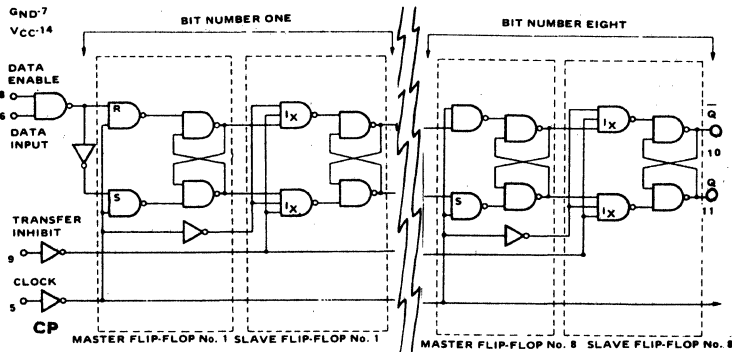 GND-7
VCC-14
BIT NUMBER ONE
BIT NUMBER EIGHT
DATA
ENABLE
8
6
DATA
INPUT
R
S
IX
IX
S
IX
IX
Q
10
Q
11
TRANSFER
INHIBIT
9
CLOCK
5
CP
MASTER FLIP-FLOP No. 1
SLAVE FLIP-FLOP No. 1
MASTER FLIP-FLOP No. 8
SLAVE FLIP-FLOP No. 8